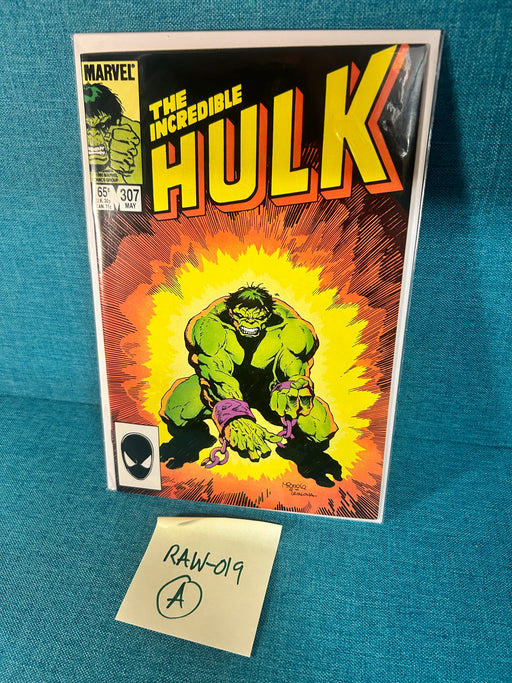 MARVEL
THE
INCREDIBLE
HULK
65¢
307
MAY
RAW-019
A